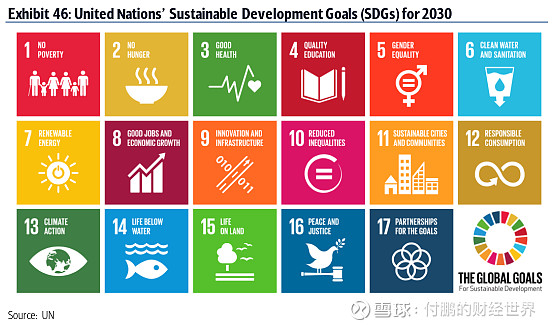 Exhibit 46: United Nations' Sustainable Development Goals (SDGs) for 2030
1 NO
POVERTY
2 NO
HUNGER
3 GOOD
HEALTH
4 QUALITY
EDUCATION
5 GENDER
EQUALITY
6 CLEAN WATER
AND SANITATION
7 RENEWABLE
ENERGY
8 GOOD JOBS AND
ECONOMIC GROWTH
9 INNOVATION AND
INFRASTRUCTURE
010/
/011
10 REDUCED
INEQUALITIES
11 SUSTAINABLE CITIES
AND COMMUNITIES
12 RESPONSIBLE
CONSUMPTION
13 CLIMATE
ACTION
14 LIFE BELOW
WATER
15 LIFE
ON LAND
16 PEACE AND
JUSTICE
17 PARTNERSHIPS
FOR THE GOALS
THE GLOBAL GOALS
For Sustainable Development
Source: UN
雪球: 付鹏的财经世界